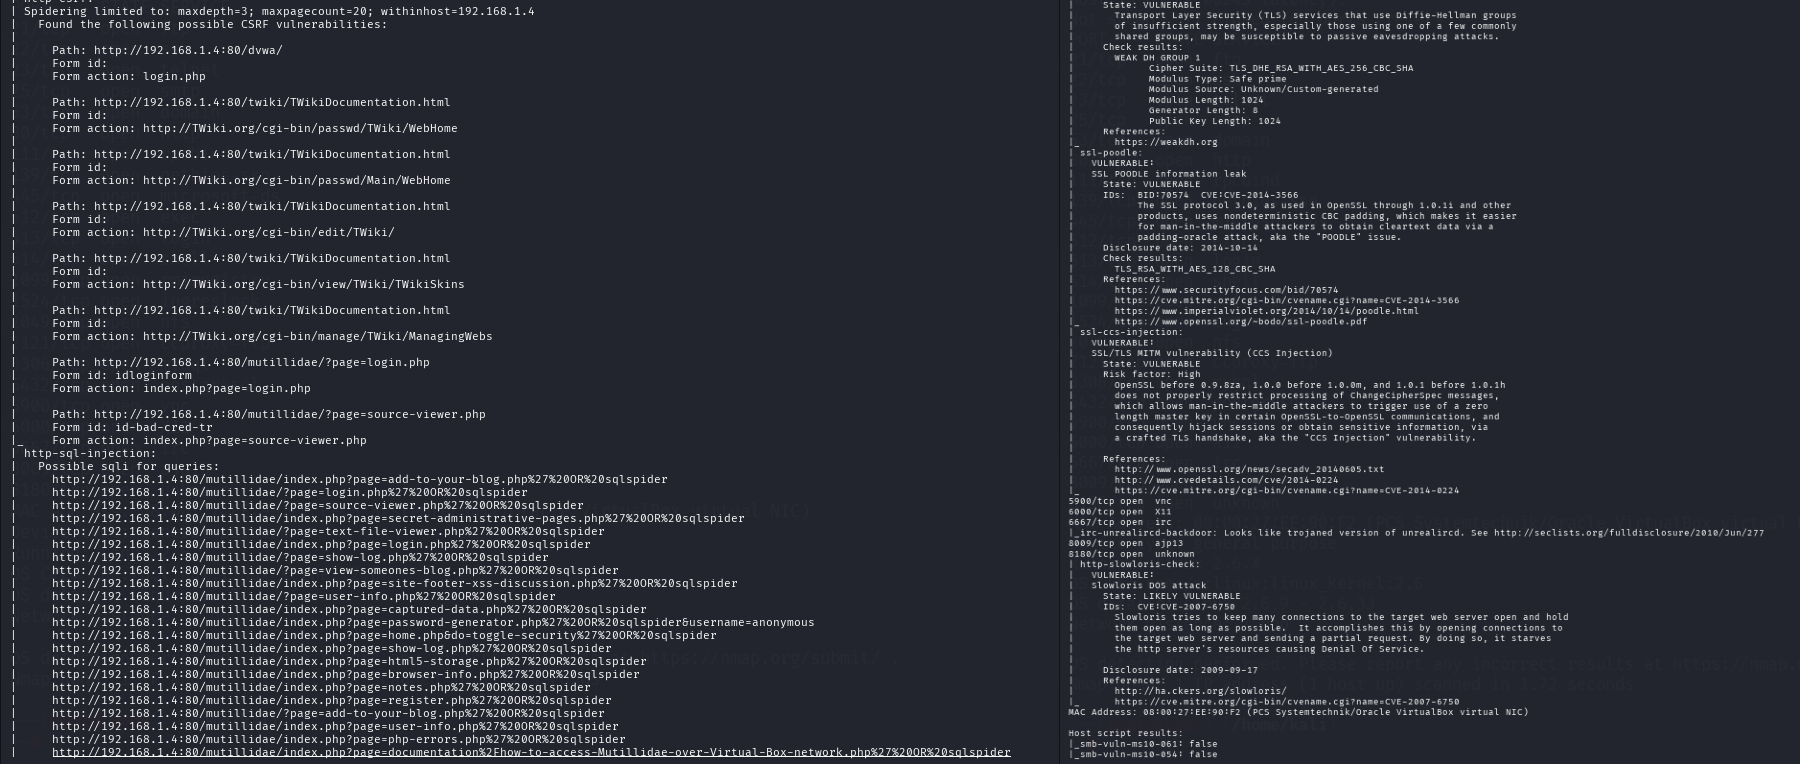 | Spidering limited to: maxdepth=3; maxpagecount=20; withinhost=192.168.1.4
|   Found the following possible CSRF vulnerabilities:
|
|     Path: http://192.168.1.4:80/dvwa/
|     Form id:
|     Form action: login.php
|
|     Path: http://192.168.1.4:80/twiki/TWikiDocumentation.html
|     Form id:
|     Form action: http://TWiki.org/cgi-bin/passwd/TWiki/WebHome
|
|     Path: http://192.168.1.4:80/twiki/TWikiDocumentation.html
|     Form id:
|     Form action: http://TWiki.org/cgi-bin/passwd/Main/WebHome
|
|     Path: http://192.168.1.4:80/twiki/TWikiDocumentation.html
|     Form id:
|     Form action: http://TWiki.org/cgi-bin/edit/TWiki/
|
|     Path: http://192.168.1.4:80/twiki/TWikiDocumentation.html
|     Form id:
|     Form action: http://TWiki.org/cgi-bin/view/TWiki/TWikiSkins
|
|     Path: http://192.168.1.4:80/twiki/TWikiDocumentation.html
|     Form id:
|     Form action: http://TWiki.org/cgi-bin/manage/TWiki/ManagingWebs
|
|     Path: http://192.168.1.4:80/mutillidae/?page=login.php
|     Form id: idloginform
|     Form action: index.php?page=login.php
|
|     Path: http://192.168.1.4:80/mutillidae/?page=source-viewer.php
|     Form id: id-bad-cred-tr
|_    Form action: index.php?page=source-viewer.php
| http-sql-injection:
|   Possible sqli for queries:
|     http://192.168.1.4:80/mutillidae/index.php?page=add-to-your-blog.php%27%20OR%20sqlspider
|     http://192.168.1.4:80/mutillidae/?page=login.php%27%20OR%20sqlspider
|     http://192.168.1.4:80/mutillidae/?page=source-viewer.php%27%20OR%20sqlspider
|     http://192.168.1.4:80/mutillidae/index.php?page=secret-administrative-pages.php%27%20OR%20sqlspider
|     http://192.168.1.4:80/mutillidae/?page=text-file-viewer.php%27%20OR%20sqlspider
|     http://192.168.1.4:80/mutillidae/index.php?page=login.php%27%20OR%20sqlspider
|     http://192.168.1.4:80/mutillidae/?page=show-log.php%27%20OR%20sqlspider
|     http://192.168.1.4:80/mutillidae/?page=view-someones-blog.php%27%20OR%20sqlspider
|     http://192.168.1.4:80/mutillidae/index.php?page=site-footer-xss-discussion.php%27%20OR%20sqlspider
|     http://192.168.1.4:80/mutillidae/?page=user-info.php%27%20OR%20sqlspider
|     http://192.168.1.4:80/mutillidae/index.php?page=captured-data.php%27%20OR%20sqlspider
|     http://192.168.1.4:80/mutillidae/index.php?page=password-generator.php%27%20OR%20sqlspider&username=anonymous
|     http://192.168.1.4:80/mutillidae/index.php?page=home.php&do=toggle-security%27%20OR%20sqlspider
|     http://192.168.1.4:80/mutillidae/index.php?page=show-log.php%27%20OR%20sqlspider
|     http://192.168.1.4:80/mutillidae/index.php?page=html5-storage.php%27%20OR%20sqlspider
|     http://192.168.1.4:80/mutillidae/index.php?page=browser-info.php%27%20OR%20sqlspider
|     http://192.168.1.4:80/mutillidae/index.php?page=notes.php%27%20OR%20sqlspider
|     http://192.168.1.4:80/mutillidae/index.php?page=register.php%27%20OR%20sqlspider
|     http://192.168.1.4:80/mutillidae/?page=add-to-your-blog.php%27%20OR%20sqlspider
|     http://192.168.1.4:80/mutillidae/index.php?page=user-info.php%27%20OR%20sqlspider
|     http://192.168.1.4:80/mutillidae/index.php?page=php-errors.php%27%20OR%20sqlspider
|     http://192.168.1.4:80/mutillidae/index.php?page=documentation%2Fhow-to-access-Mutillidae-over-Virtual-Box-network.php%27%20OR%20sqlspider
|     State: VULNERABLE
|       Transport Layer Security (TLS) services that use Diffie-Hellman groups
|       of insufficient strength, especially those using one of a few commonly
|       shared groups, may be susceptible to passive eavesdropping attacks.
|     Check results:
|       WEAK DH GROUP 1
|             Cipher Suite: TLS_DHE_RSA_WITH_AES_256_CBC_SHA
|             Modulus Type: Safe prime
|             Modulus Source: Unknown/Custom-generated
|             Modulus Length: 1024
|             Generator Length: 8
|             Public Key Length: 1024
|     References:
|_      https://weakdh.org
| ssl-poodle:
|   VULNERABLE:
|   SSL POODLE information leak
|     State: VULNERABLE
|     IDs:  BID:70574  CVE:CVE-2014-3566
|           The SSL protocol 3.0, as used in OpenSSL through 1.0.1i and other
|           products, uses nondeterministic CBC padding, which makes it easier
|           for man-in-the-middle attackers to obtain cleartext data via a
|           padding-oracle attack, aka the "POODLE" issue.
|     Disclosure date: 2014-10-14
|     Check results:
|       TLS_RSA_WITH_AES_128_CBC_SHA
|     References:
|       https://www.securityfocus.com/bid/70574
|       https://cve.mitre.org/cgi-bin/cvename.cgi?name=CVE-2014-3566
|       https://www.imperialviolet.org/2014/10/14/poodle.html
|_      https://www.openssl.org/~bodo/ssl-poodle.pdf
| ssl-ccs-injection:
|   VULNERABLE:
|   SSL/TLS MITM vulnerability (CCS Injection)
|     State: VULNERABLE
|     Risk factor: High
|       OpenSSL before 0.9.8za, 1.0.0 before 1.0.0m, and 1.0.1 before 1.0.1h
|       does not properly restrict processing of ChangeCipherSpec messages,
|       which allows man-in-the-middle attackers to trigger use of a zero
|       length master key in certain OpenSSL-to-OpenSSL communications, and
|       consequently hijack sessions or obtain sensitive information, via
|       a crafted TLS handshake, aka the "CCS Injection" vulnerability.
|
|     References:
|       http://www.openssl.org/news/secadv_20140605.txt
|       http://www.cvedetails.com/cve/2014-0224
|_      https://cve.mitre.org/cgi-bin/cvename.cgi?name=CVE-2014-0224
5900/tcp open  vnc
6000/tcp open  X11
6667/tcp open  irc
|_irc-unrealircd-backdoor: Looks like trojaned version of unrealircd. See http://seclists.org/fulldisclosure/2010/Jun/277
8009/tcp open  ajp13
8180/tcp open  unknown
| http-slowloris-check:
|   VULNERABLE:
|   Slowloris DOS attack
|     State: LIKELY VULNERABLE
|     IDs:  CVE:CVE-2007-6750
|       Slowloris tries to keep many connections to the target web server open and hold
|       them open as long as possible.  It accomplishes this by opening connections to
|       the target web server and sending a partial request. By doing so, it starves
|       the http server's resources causing Denial Of Service.
|
|     Disclosure date: 2009-09-17
|     References:
|       http://ha.ckers.org/slowloris/
|_      https://cve.mitre.org/cgi-bin/cvename.cgi?name=CVE-2007-6750
MAC Address: 08:00:27:EE:90:F2 (PCS Systemtechnik/Oracle VirtualBox virtual NIC)

Host script results:
|_smb-vuln-ms10-061: false
|_smb-vuln-ms10-054: false